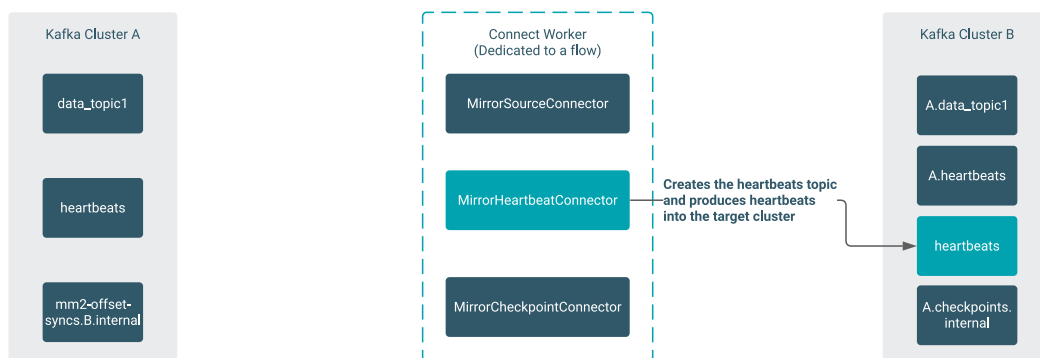 Kafka Cluster A
data_topic1
heartbeats
mm2-offset-
syncs.B.internal
Connect Worker
(Dedicated to a flow)
MirrorSourceConnector
MirrorHeartbeatConnector
MirrorCheckpointConnector
Creates the heartbeats topic
and produces heartbeats
into the target cluster
Kafka Cluster B
A.data_topic1
A.heartbeats
heartbeats
A.checkpoints.
internal